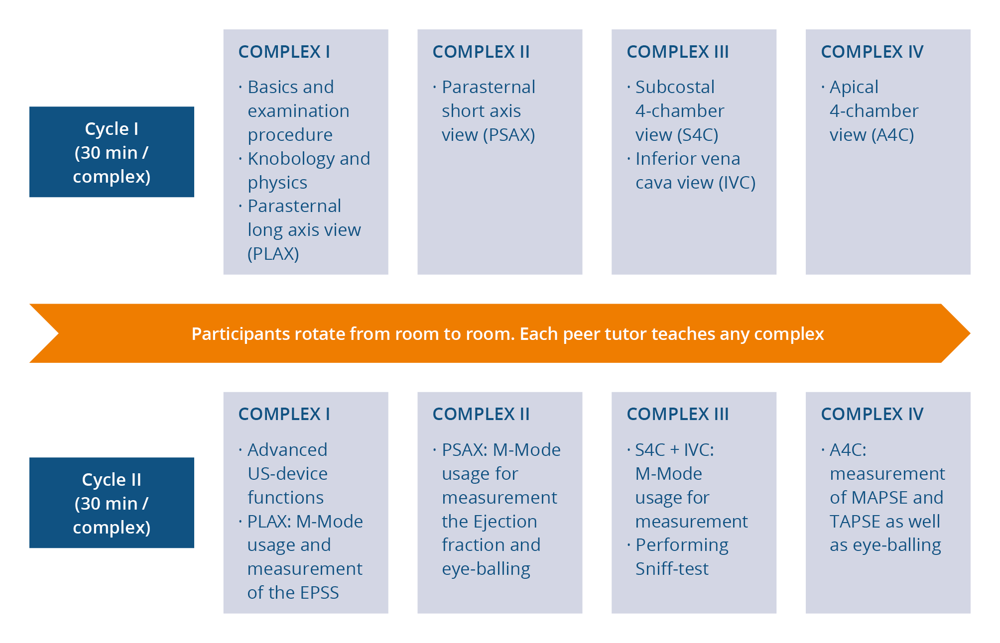 Cycle I
(30 min /
complex)
COMPLEX I
· Basics and
examination
procedure
· Knobology and
physics
· Parasternal
long axis view
(PLAX)
COMPLEX II
· Parasternal
short axis
view (PSAX)
COMPLEX III
· Subcostal
4-chamber
view (S4C)
· Inferior vena
cava view (IVC)
COMPLEX IV
· Apical
4-chamber
view (A4C)
Participants rotate from room to room. Each peer tutor teaches any complex
Cycle II
(30 min /
complex)
COMPLEX I
· Advanced
US-device
functions
· PLAX: M-Mode
usage and
measurement
of the EPSS
COMPLEX II
· PSAX: M-Mode
usage for
measurement
the Ejection
fraction and
eye-balling
COMPLEX III
· S4C + IVC:
M-Mode
usage for
measurement
· Performing
Sniff-test
COMPLEX IV
· A4C:
measurement
of MAPSE and
TAPSE as well
as eye-balling